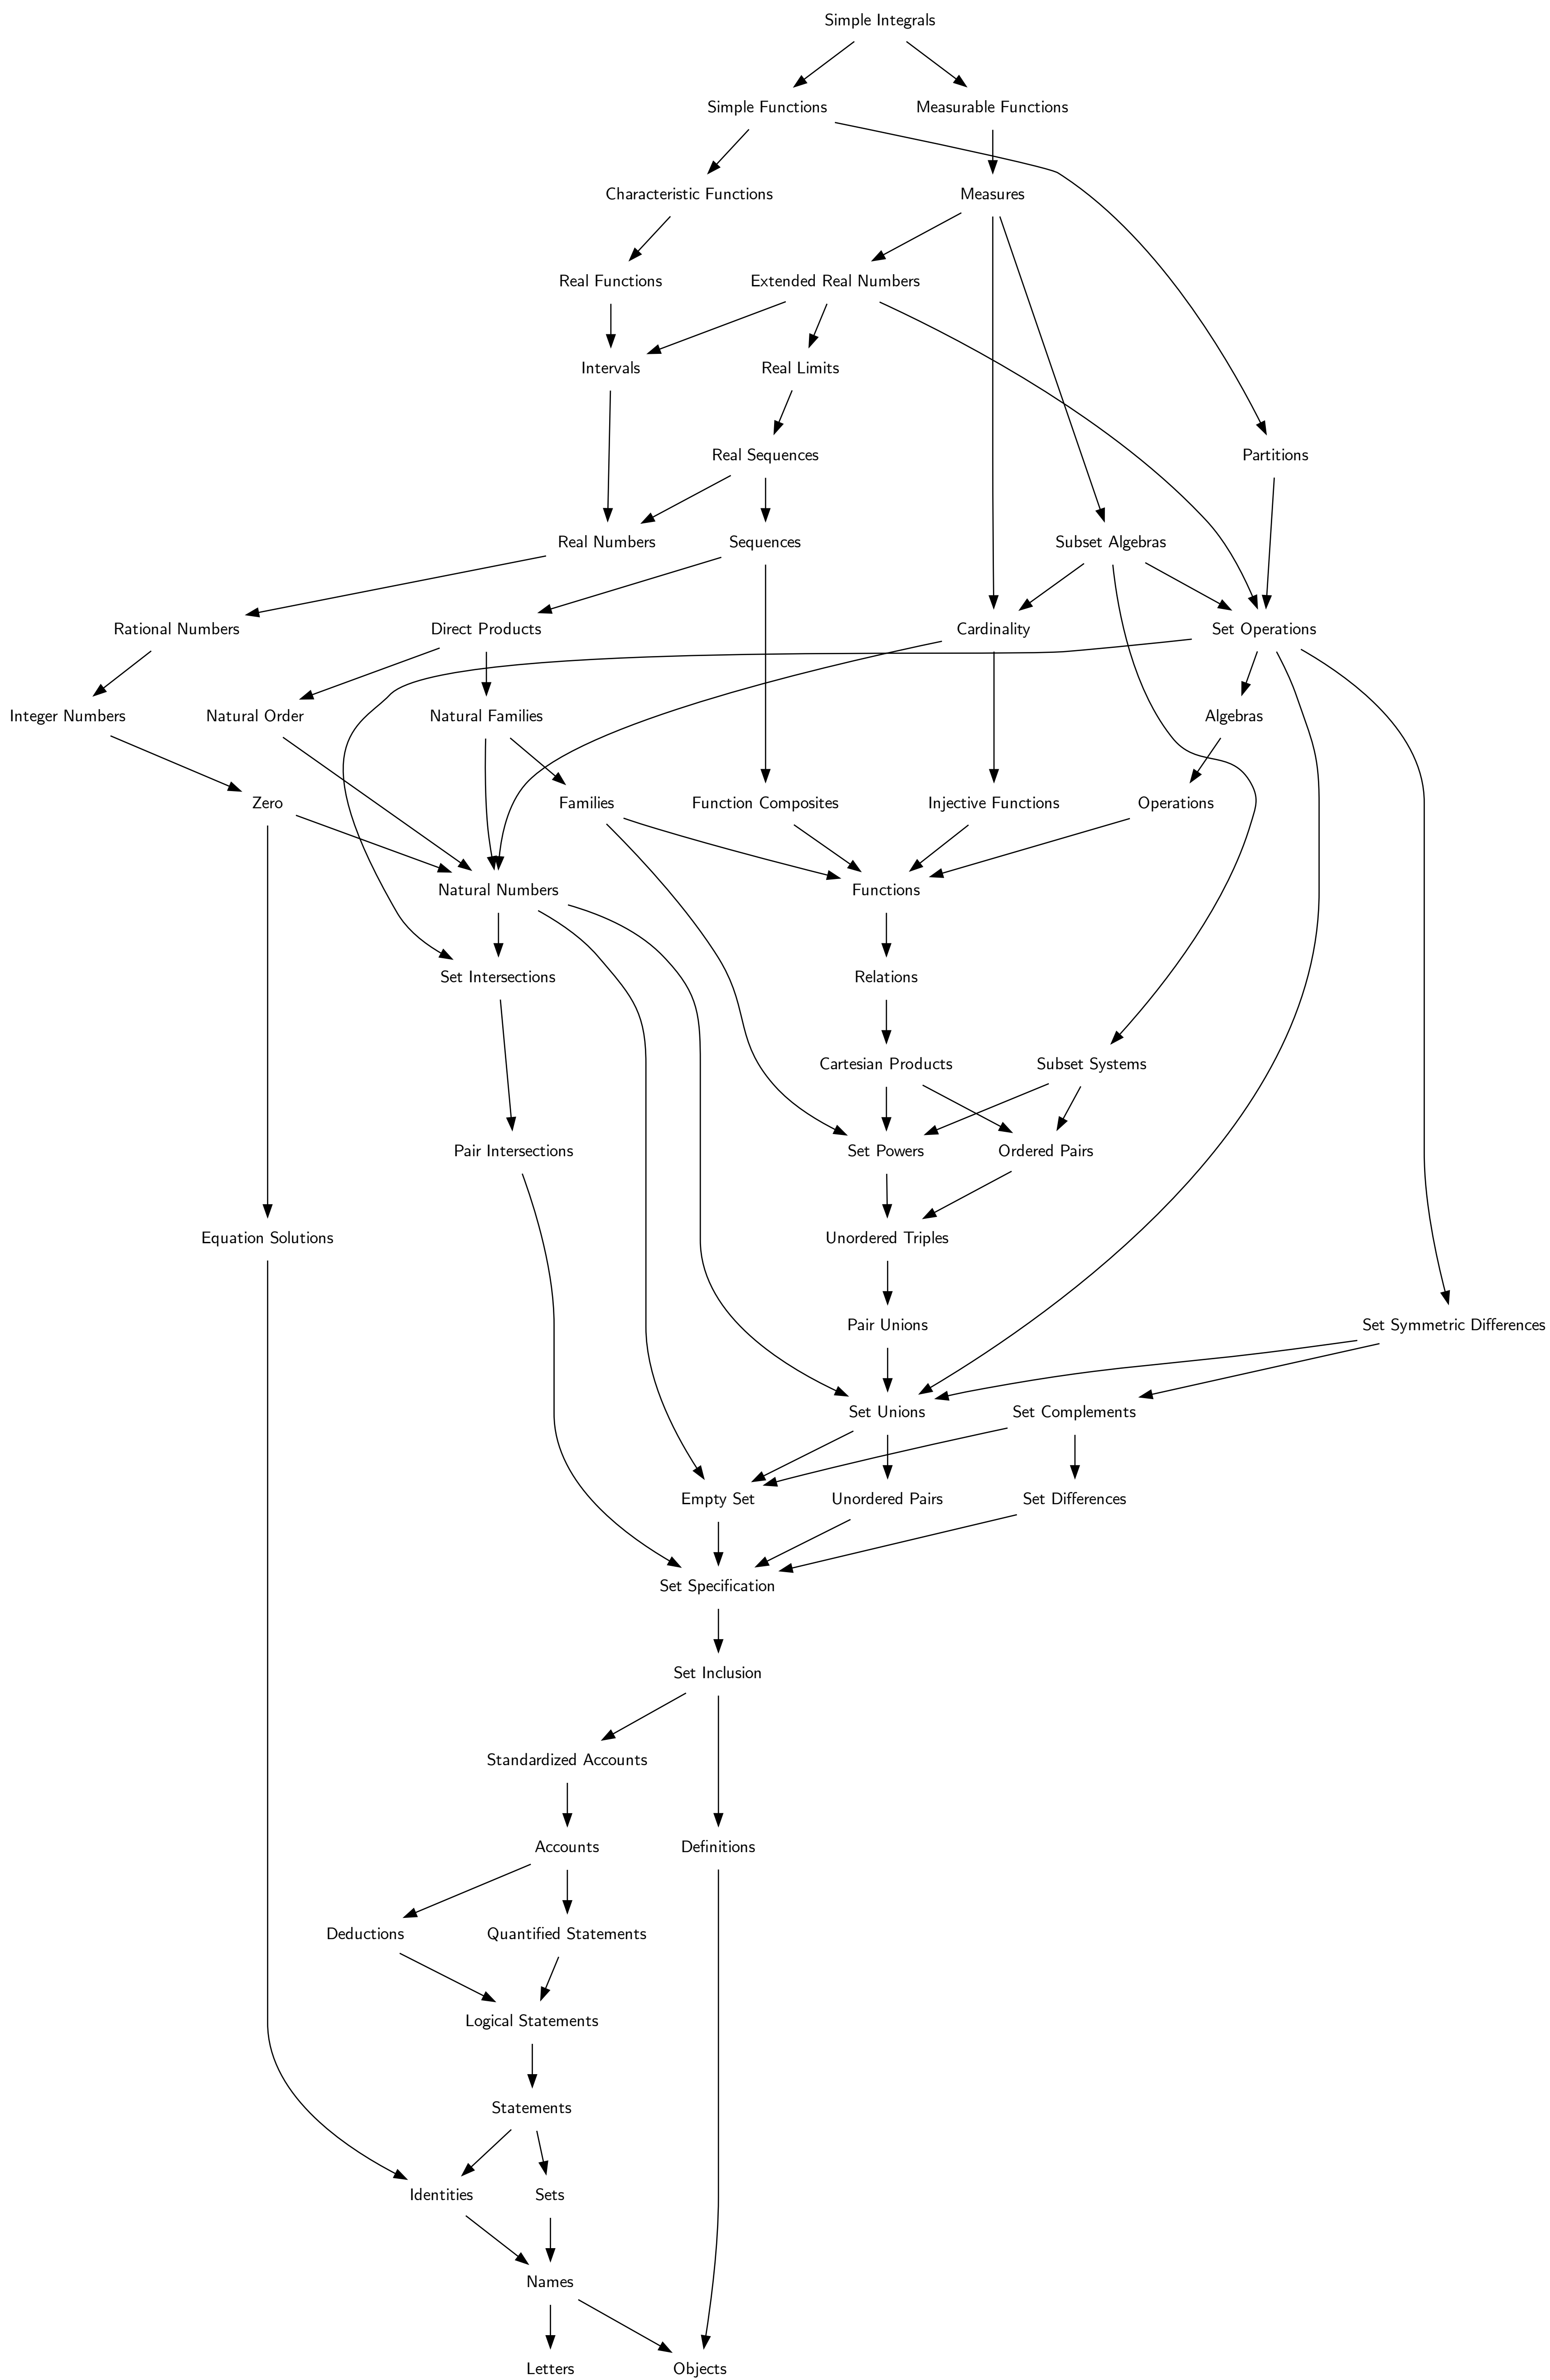 Simple Integrals
Simple Functions
Measurable Functions
Characteristic Functions
Measures
Real Functions
Extended Real Numbers
Intervals
Real Limits
Real Sequences
Partitions
Real Numbers
Sequences
Subset Algebras
Rational Numbers
Direct Products
Cardinality
Set Operations
Integer Numbers
Natural Order
Natural Families
Algebras
Zero
Families
Function Composites
Injective Functions
Operations
Natural Numbers
Functions
Set Intersections
Relations
Cartesian Products
Subset Systems
Pair Intersections
Set Powers
Ordered Pairs
Equation Solutions
Unordered Triples
Pair Unions
Set Symmetric Differences
Set Unions
Set Complements
Empty Set
Unordered Pairs
Set Differences
Set Specification
Set Inclusion
Standardized Accounts
Accounts
Definitions
Deductions
Quantified Statements
Logical Statements
Statements
Identities
Sets
Names
Letters
Objects